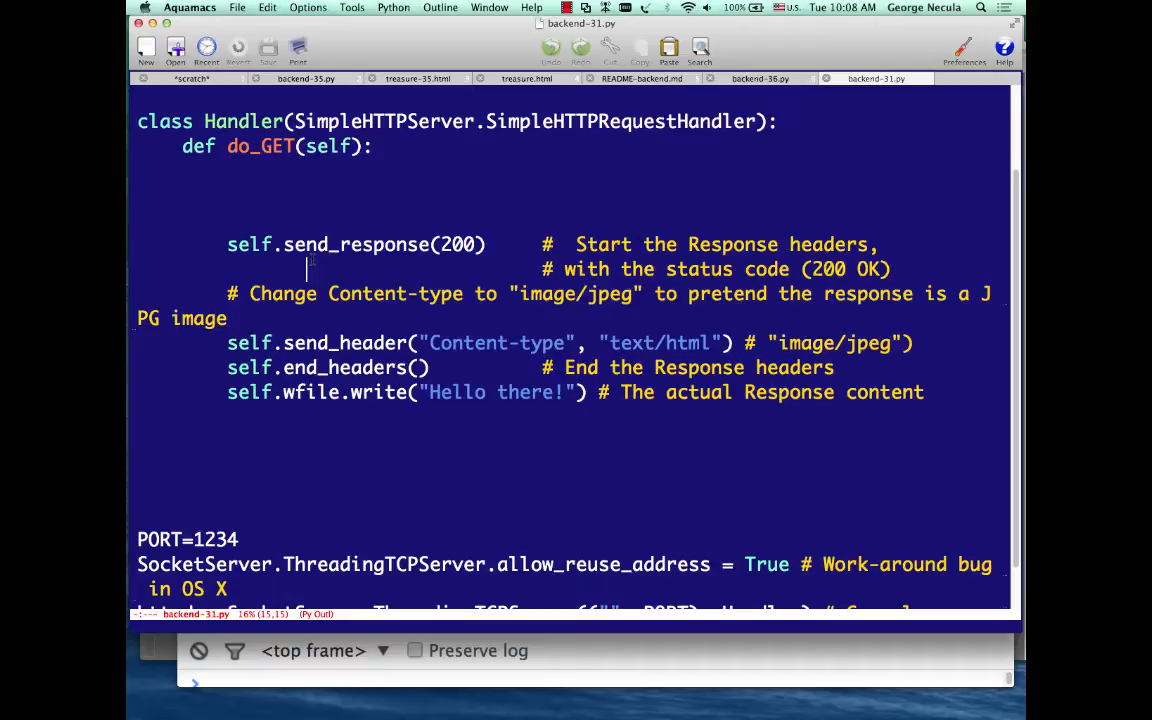 Aquamacs File Edit Options Tools Python Outline Window Help 100% U.S. Tue 10:08 AM George Necula
backend-31.py
New Open Recent Revert Save Print Undo Redo Cut Copy Paste Search Preferences Help
*scratch* 1 backend-35.py 2 treasure-35.html 3 treasure.html 4 README-backend.md 5 backend-36.py backend-31.py
class Handler(SimpleHTTPServer.SimpleHTTPRequestHandler):
def do_GET(self):
self.send_response(200) # Start the Response headers,
# with the status code (200 OK)
# Change Content-type to "image/jpeg" to pretend the response is a J
PG image
self.send_header("Content-type", "text/html") # "image/jpeg")
self.end_headers() # End the Response headers
self.wfile.write("Hello there!") # The actual Response content
PORT=1234
SocketServer.ThreadingTCPServer.allow_reuse_address = True # Work-around bug
in OS X
-:--- backend-31.py 16% (15,15) (Py Outl)
<top frame> ▼ Preserve log
>